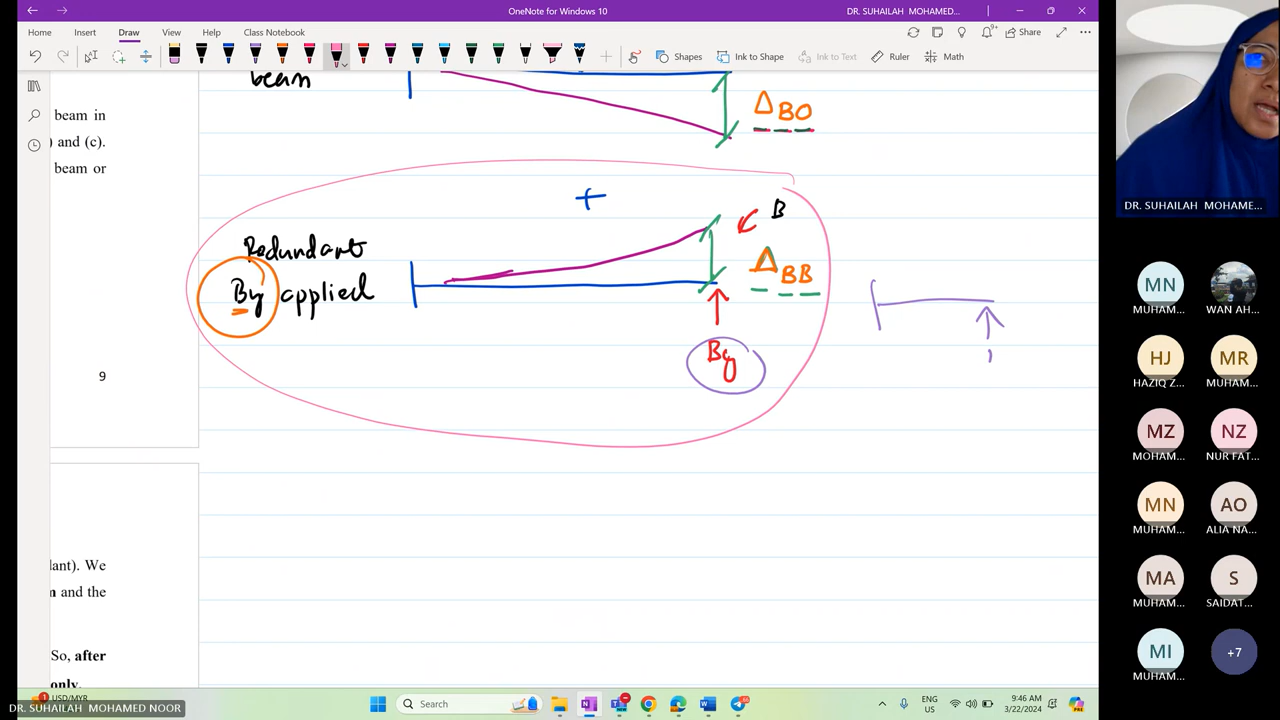 OneNote for Windows 10
DR. SUHAILAH MOHAMED...
Home
Insert
Draw
View
Help
Class Notebook
Share
Shapes
Ink to Shape
Ink to Text
Ruler
Math
beam
beam in
) and (c).
beam or
ΔBO
+
B
Redundant
By applied
ΔBB
By
1
9
lant). We
n and the
So, after
only.
DR. SUHAILAH MOHAME...
MN
MUHAM...
WAN AH...
HJ
HAZIQ Z...
MR
MUHAM...
MZ
MOHAM...
NZ
NUR FAT...
MN
MUHAM...
AO
ALIA NA...
MA
MUHAM...
S
SAIDAT...
MI
MUHAM...
+7
1
USD/MYR
DR. SUHAILAH MOHAMED NOOR
Search
ENG
US
9:46 AM
3/22/2024